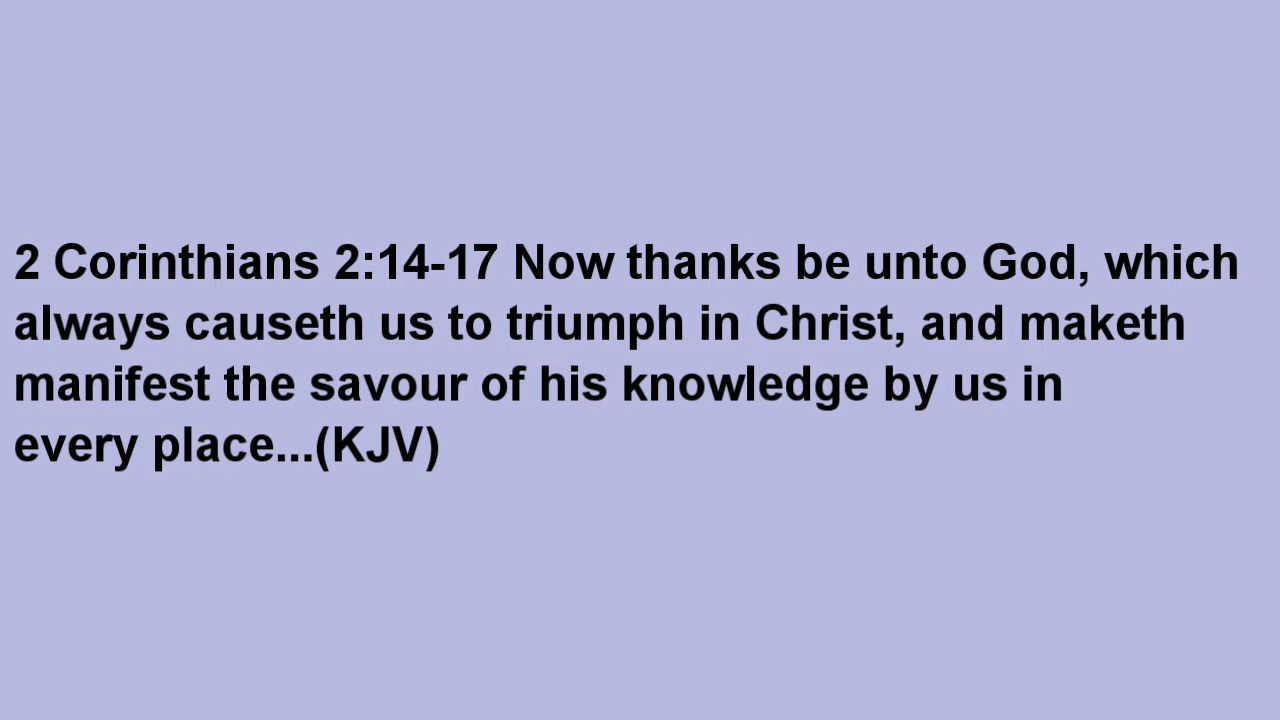 2 Corinthians 2:14-17 Now thanks be unto God, which
always causeth us to triumph in Christ, and maketh
manifest the savour of his knowledge by us in
every place...(KJV)